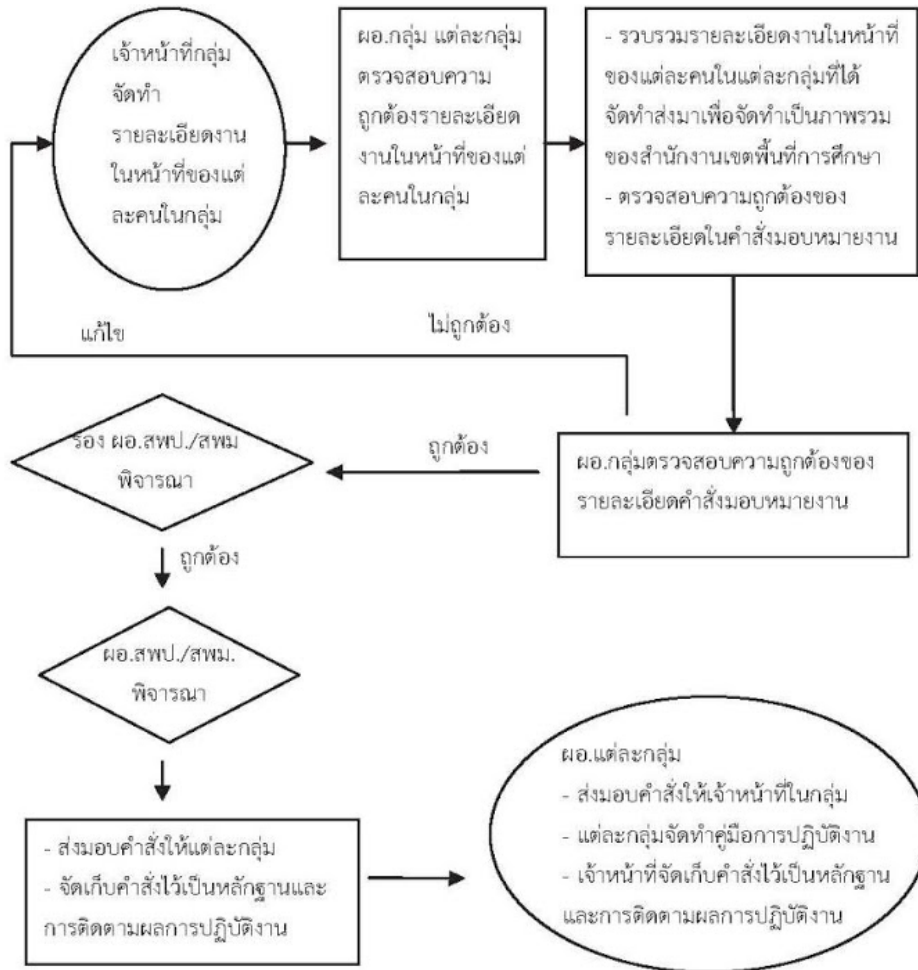 เจ้าหน้าที่กลุ่ม
จัดทำ
รายละเอียดงาน
ในหน้าที่ของแต่
ละคนในกลุ่ม
ผอ.กลุ่ม แต่ละกลุ่ม
ตรวจสอบความ
ถูกต้องรายละเอียด
งานในหน้าที่ของแต่
ละคนในกลุ่ม
- รวบรวมรายละเอียดงานในหน้าที่
ของแต่ละคนในแต่ละกลุ่มที่ได้
จัดทำส่งมาเพื่อจัดทำเป็นภาพรวม
ของสำนักงานเขตพื้นที่การศึกษา
- ตรวจสอบความถูกต้องของ
รายละเอียดในคำสั่งมอบหมายงาน
แก้ไข
ไม่ถูกต้อง
รอง ผอ.สพป./สพม
พิจารณา
ถูกต้อง
ผอ.กลุ่มตรวจสอบความถูกต้องของ
รายละเอียดคำสั่งมอบหมายงาน
ถูกต้อง
ผอ.สพป./สพม.
พิจารณา
- ส่งมอบคำสั่งให้แต่ละกลุ่ม
- จัดเก็บคำสั่งไว้เป็นหลักฐานและ
การติดตามผลการปฏิบัติงาน
ผอ.แต่ละกลุ่ม
- ส่งมอบคำสั่งให้เจ้าหน้าที่ในกลุ่ม
- แต่ละกลุ่มจัดทำคู่มือการปฏิบัติงาน
- เจ้าหน้าที่จัดเก็บคำสั่งไว้เป็นหลักฐาน
และการติดตามผลการปฏิบัติงาน